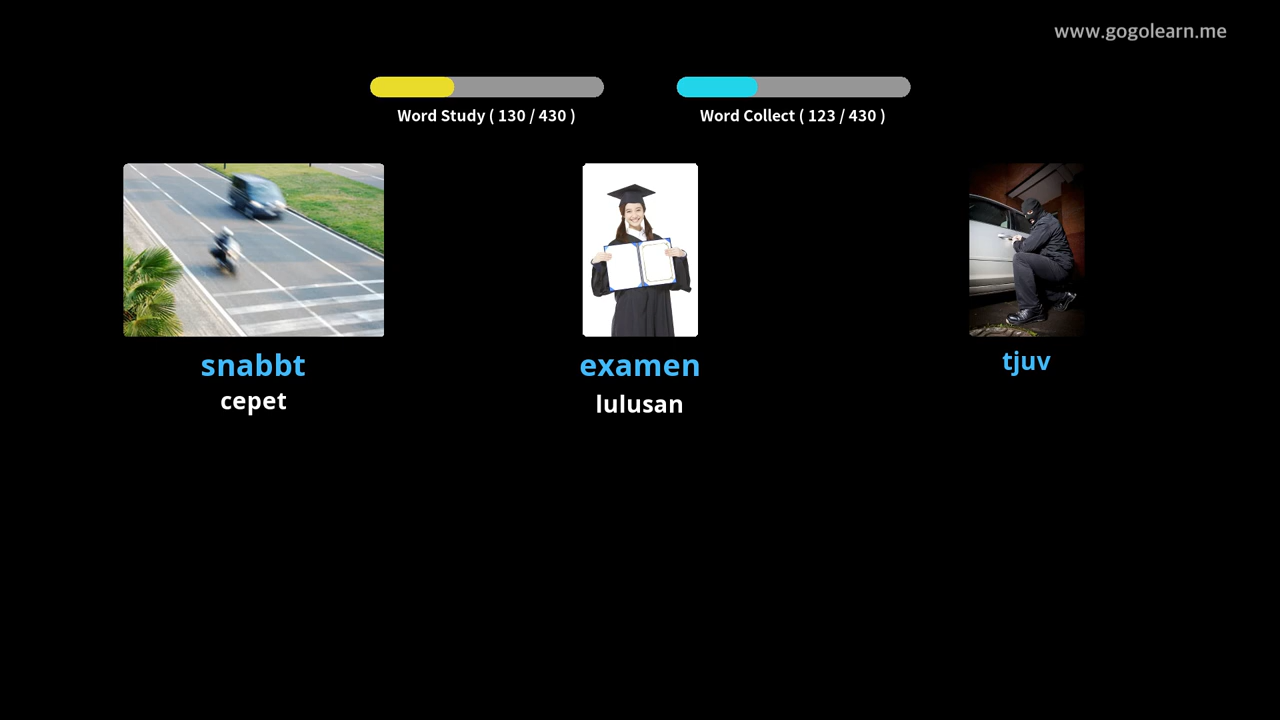 www.gogolearn.me
Word Study ( 130 / 430 )
Word Collect ( 123 / 430 )
snabbt
cepet
examen
lulusan
tjuv